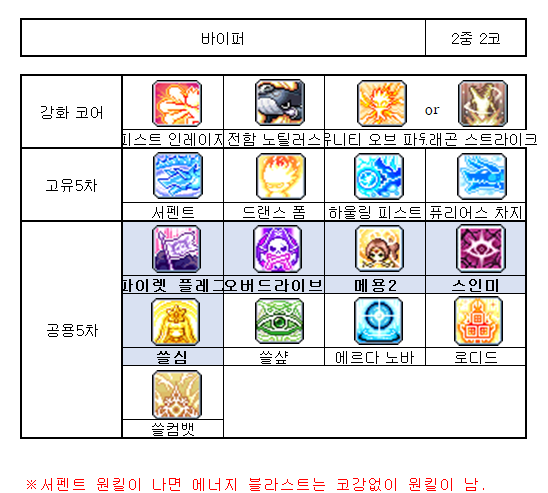 바이퍼 2중 2코
강화 코어
피스트 인레이지 전함 노틸러스 유니티 오브 파워 or 드래곤 스트라이크
고유5차
서펜트 드랜스 폼 하울링 피스트 퓨리어스 차지
공용5차
파이렛 플래그 오버드라이브 메용2 스인미
쓸심 쓸샾 에르다 노바 로디드
쓸컴뱃
※서펜트 원킬이 나면 에너지 블라스트는 코강없이 원킬이 남.